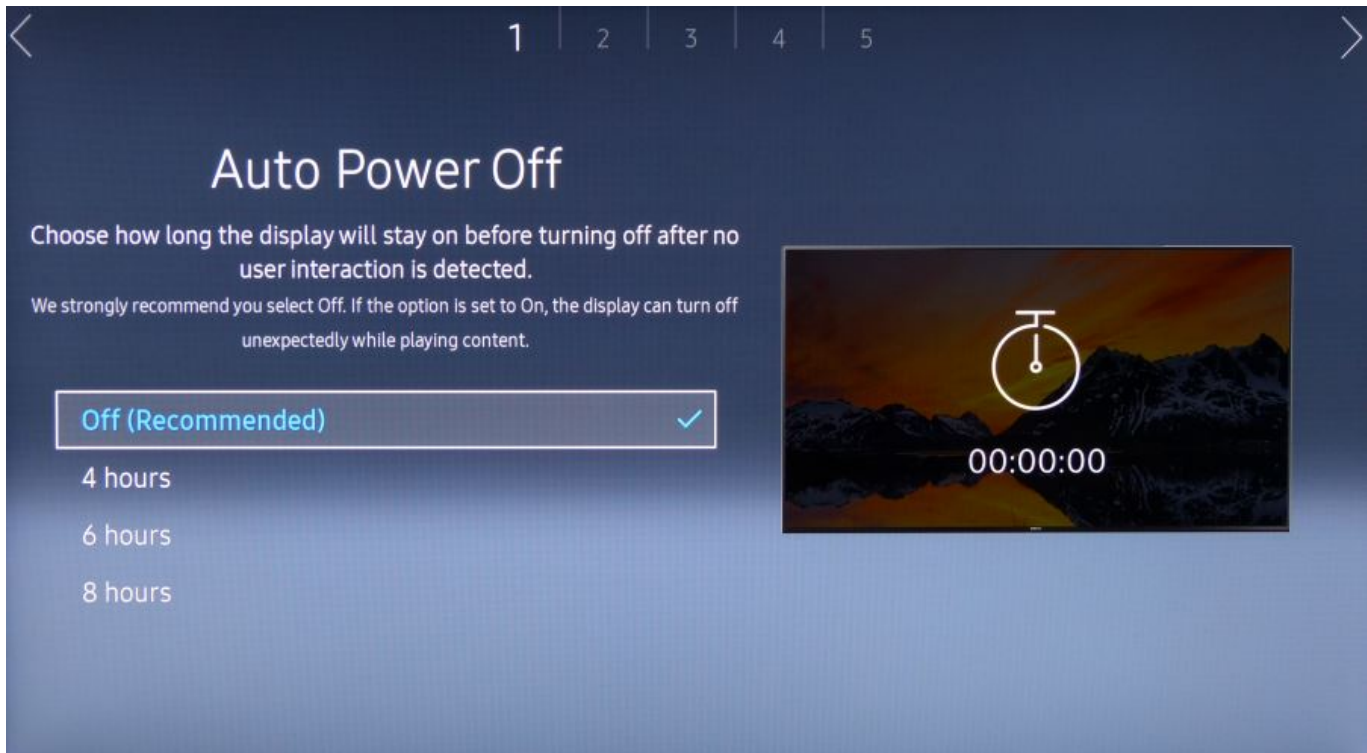 1 2 3 4 5
Auto Power Off
Choose how long the display will stay on before turning off after no
user interaction is detected.
We strongly recommend you select Off. If the option is set to On, the display can turn off
unexpectedly while playing content.
Off (Recommended)
4 hours
6 hours
8 hours
00:00:00